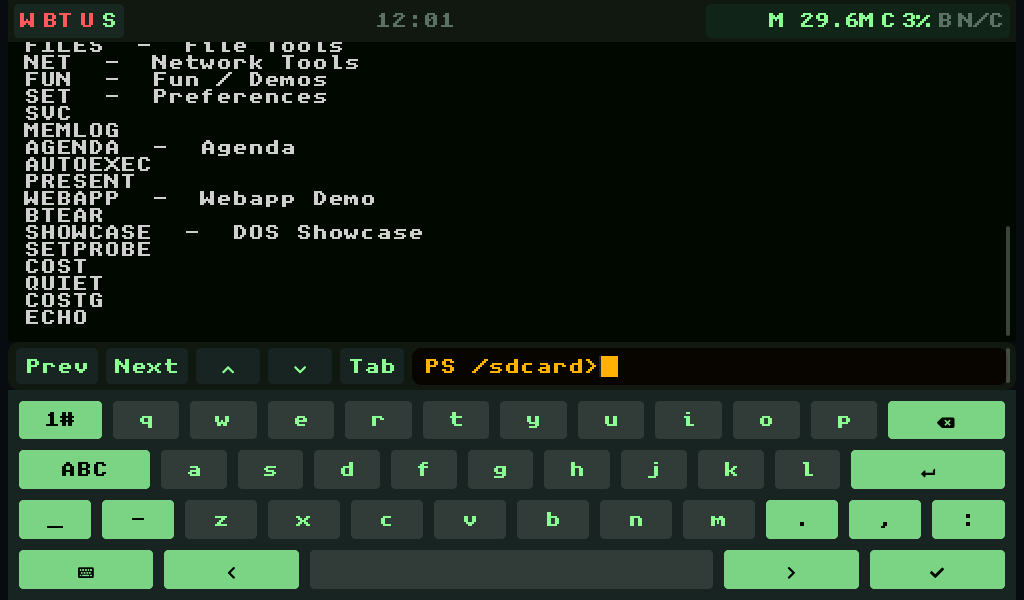 W BT U S 12:01 M 29.6M C 3% B N/C
FILES - File Tools
NET - Network Tools
FUN - Fun / Demos
SET - Preferences
SVC
MEMLOG
AGENDA - Agenda
AUTOEXEC
PRESENT
WEBAPP - Webapp Demo
BTEAR
SHOWCASE - DOS Showcase
SETPROBE
COST
QUIET
COSTG
ECHO
Prev Next Tab PS /sdcard>
1# q w e r t y u i o p
ABC a s d f g h j k l
_ - z x c v b n m . , :